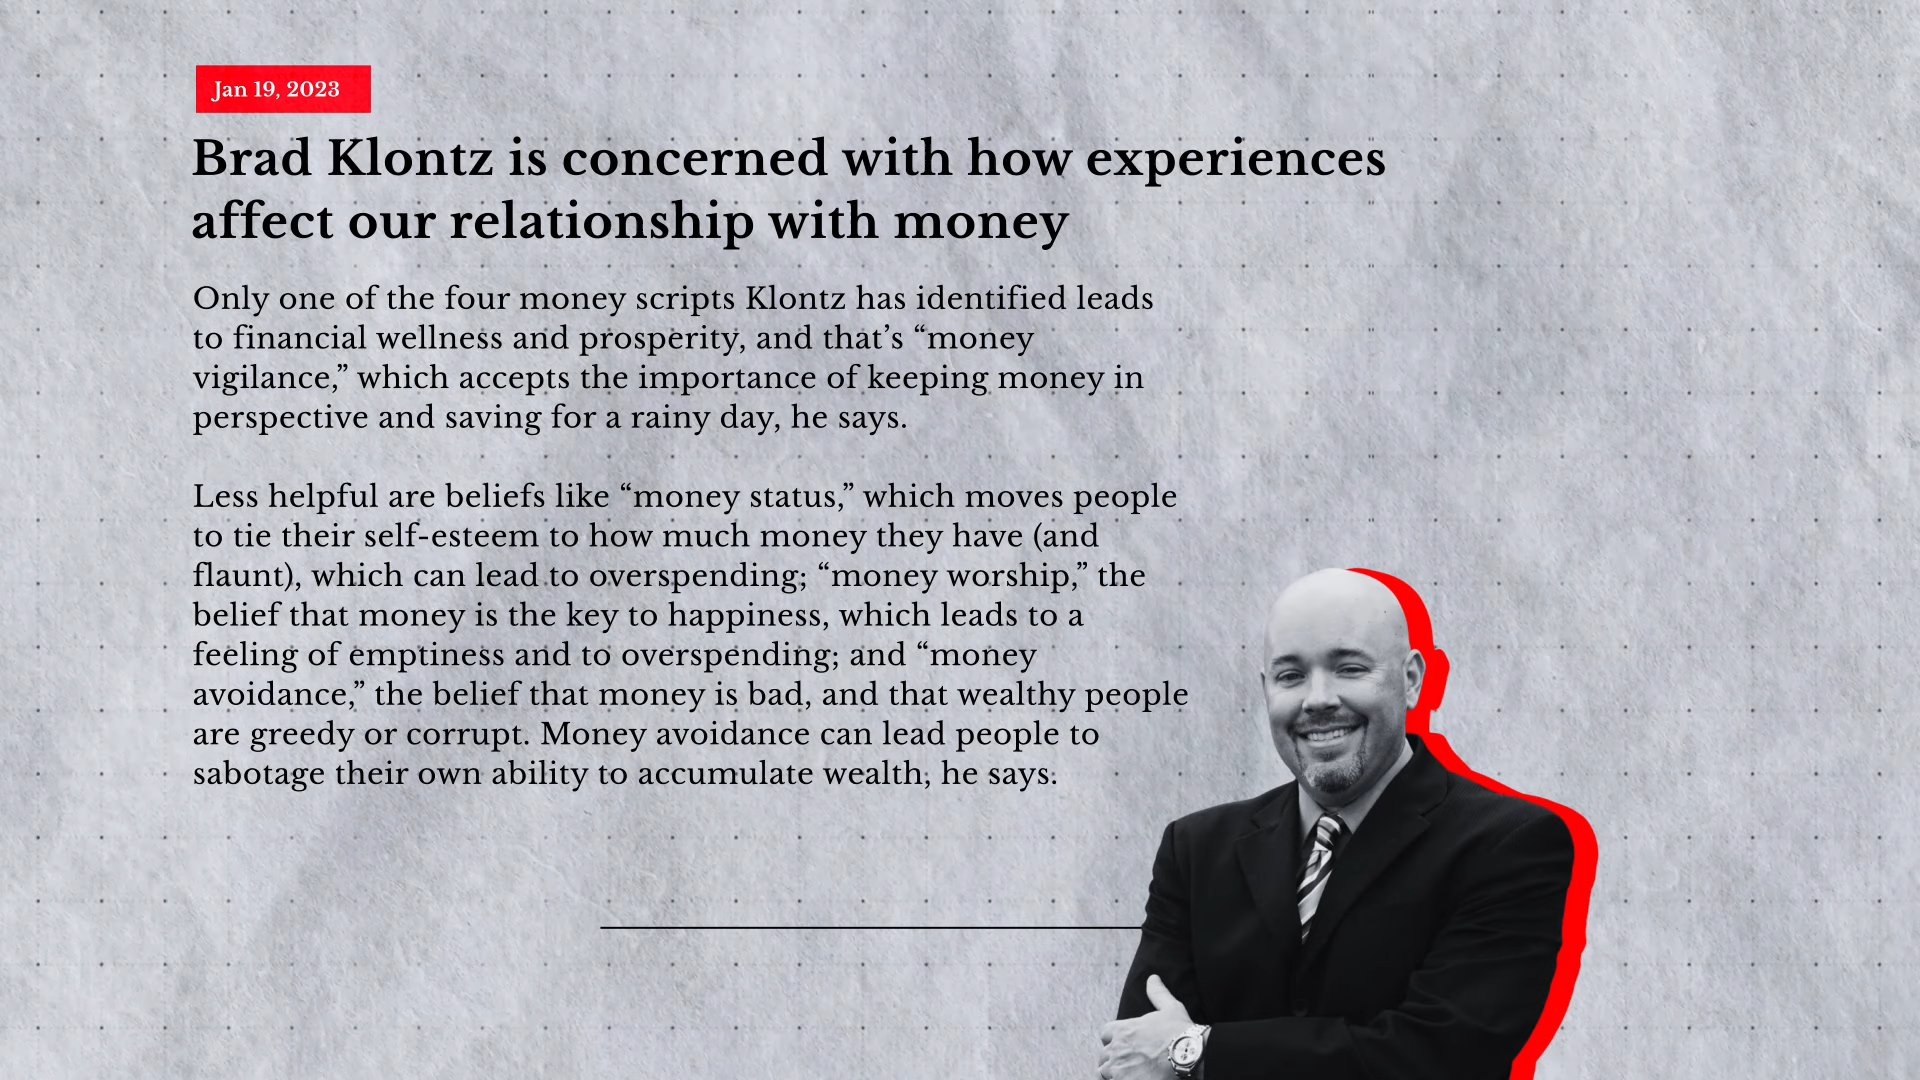 Jan 19, 2023
Brad Klontz is concerned with how experiences
affect our relationship with money
Only one of the four money scripts Klontz has identified leads
to financial wellness and prosperity, and that’s “money
vigilance,” which accepts the importance of keeping money in
perspective and saving for a rainy day, he says.
Less helpful are beliefs like “money status,” which moves people
to tie their self-esteem to how much money they have (and
flaunt), which can lead to overspending; “money worship,” the
belief that money is the key to happiness, which leads to a
feeling of emptiness and to overspending; and “money
avoidance,” the belief that money is bad, and that wealthy people
are greedy or corrupt. Money avoidance can lead people to
sabotage their own ability to accumulate wealth, he says.